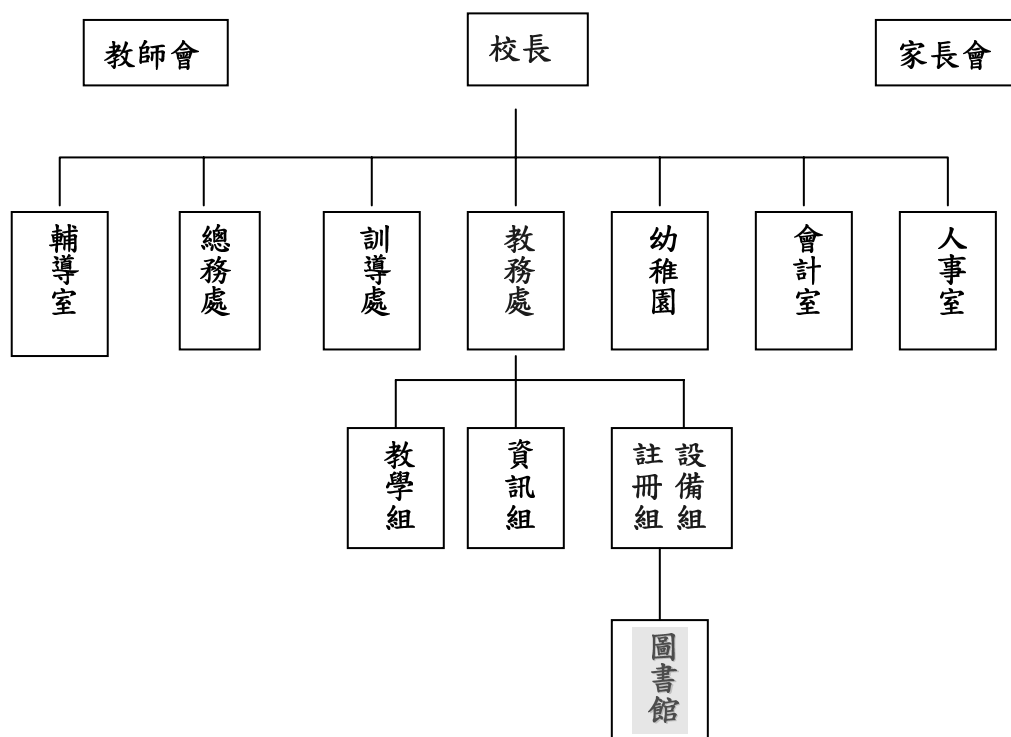 教師會
校長
家長會
輔導室
總務處
訓導處
教務處
幼稚園
會計室
人事室
教學組
資訊組
設備組
註冊組
圖書館